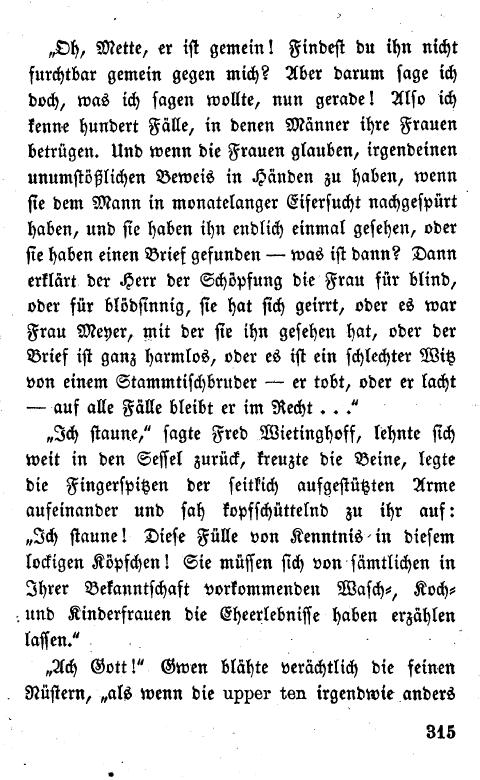 „Oh, Mette, er ist gemein! Findest du ihn nicht
furchtbar gemein gegen mich? Aber darum sage ich
doch, was ich sagen wollte, nun gerade! Also ich
kenne hundert Fälle, in denen Männer ihre Frauen
betrügen. Und wenn die Frauen glauben, irgendeinen
unumstößlichen Beweis in Händen zu haben, wenn
sie dem Mann in monatelanger Eifersucht nachgespürt
haben, und sie haben ihn endlich einmal gesehen, oder
sie haben einen Brief gefunden — was ist dann? Dann
erklärt der Herr der Schöpfung die Frau für blind,
oder für blödsinnig, sie hat sich geirrt, oder es war
Frau Meyer, mit der sie ihn gesehen hat, oder der
Brief ist ganz harmlos, oder es ist ein schlechter Witz
von einem Stammtischbruder — er tobt, oder er lacht
— auf alle Fälle bleibt er im Recht . . .“
„Ich staune,“ sagte Fred Wietinghoff, lehnte sich
weit in den Sessel zurück, kreuzte die Beine, legte
die Fingerspitzen der seitlich aufgestützten Arme
aufeinander und sah kopfschüttelnd zu ihr auf:
„Ich staune! Diese Fülle von Kenntnis in diesem
lockigen Köpfchen! Sie müssen sich von sämtlichen in
Ihrer Bekanntschaft vorkommenden Wasch-, Koch-
und Kinderfrauen die Eheerlebnisse haben erzählen
lassen.“
„Ach Gott!“ Gwen blähte verächtlich die feinen
Nüstern, „als wenn die upper ten irgendwie anders
315